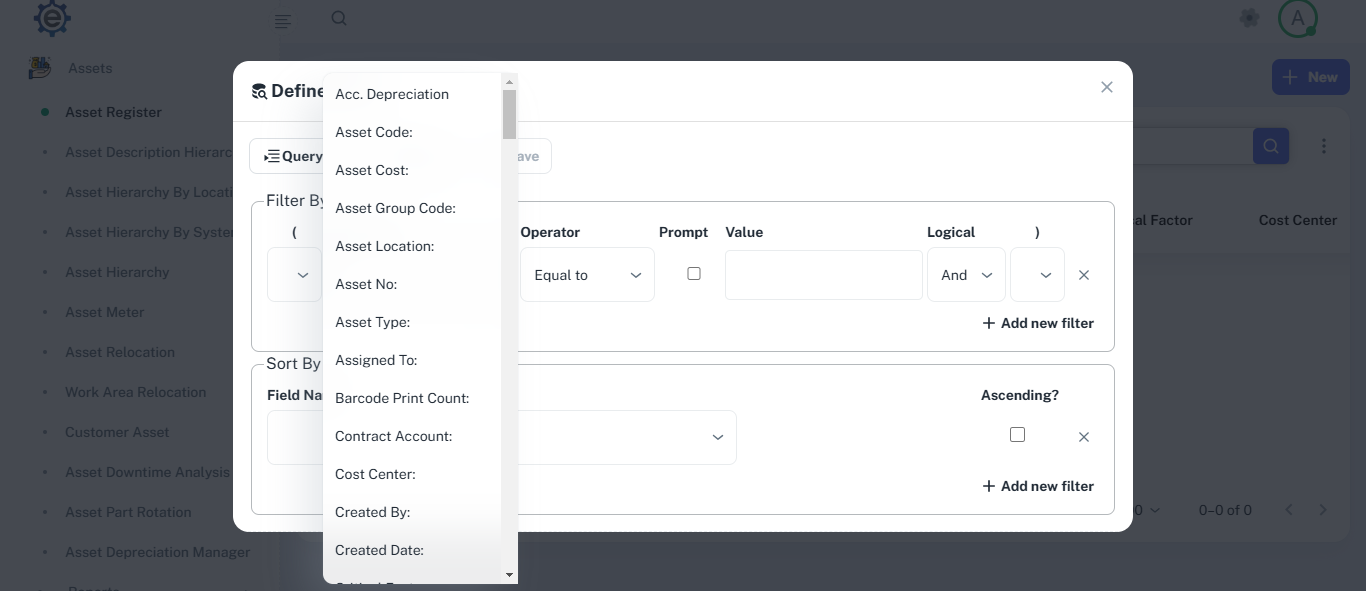 e
A
Assets
New
Define
Acc. Depreciation
Asset Register
Asset Code:
Asset Description Hierarc
Query
ave
Asset Cost:
Asset Hierarchy By Locati
Filter By
Asset Group Code:
al Factor
Cost Center
Asset Hierarchy By System
(
Operator
Prompt
Value
Logical
)
Asset Location:
Asset Hierarchy
Equal to
And
Asset No:
Asset Meter
Asset Type:
Add new filter
Asset Relocation
Assigned To:
Sort By
Work Area Relocation
Field Na
Barcode Print Count:
Ascending?
Customer Asset
Contract Account:
Asset Downtime Analysis
Cost Center:
Add new filter
Asset Part Rotation
Created By:
0
0–0 of 0
Asset Depreciation Manager
Created Date:
Reports